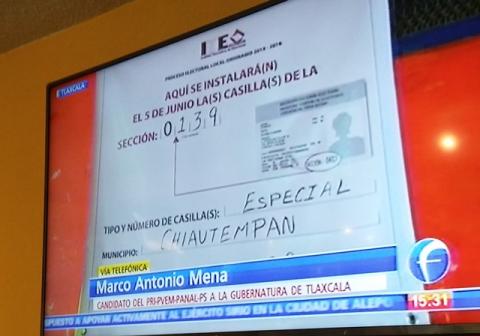 TLAXCALA
ITE
PROCESO ELECTORAL LOCAL ORDINARIO 2015 - 2016
AQUÍ SE INSTALARÁ(N)
EL 5 DE JUNIO LA(S) CASILLA(S) DE LA
SECCIÓN: 0139
TIPO Y NÚMERO DE CASILLA(S): ESPECIAL
MUNICIPIO: CHIAUTEMPAN
VÍA TELEFÓNICA
Marco Antonio Mena
CANDIDATO DEL PRI-PVEM-PANAL-PS A LA GUBERNATURA DE TLAXCALA
15:31
PUESTO A APOYAR ACTIVAMENTE AL EJÉRCITO SIRIO EN LA CIUDAD DE ALEP